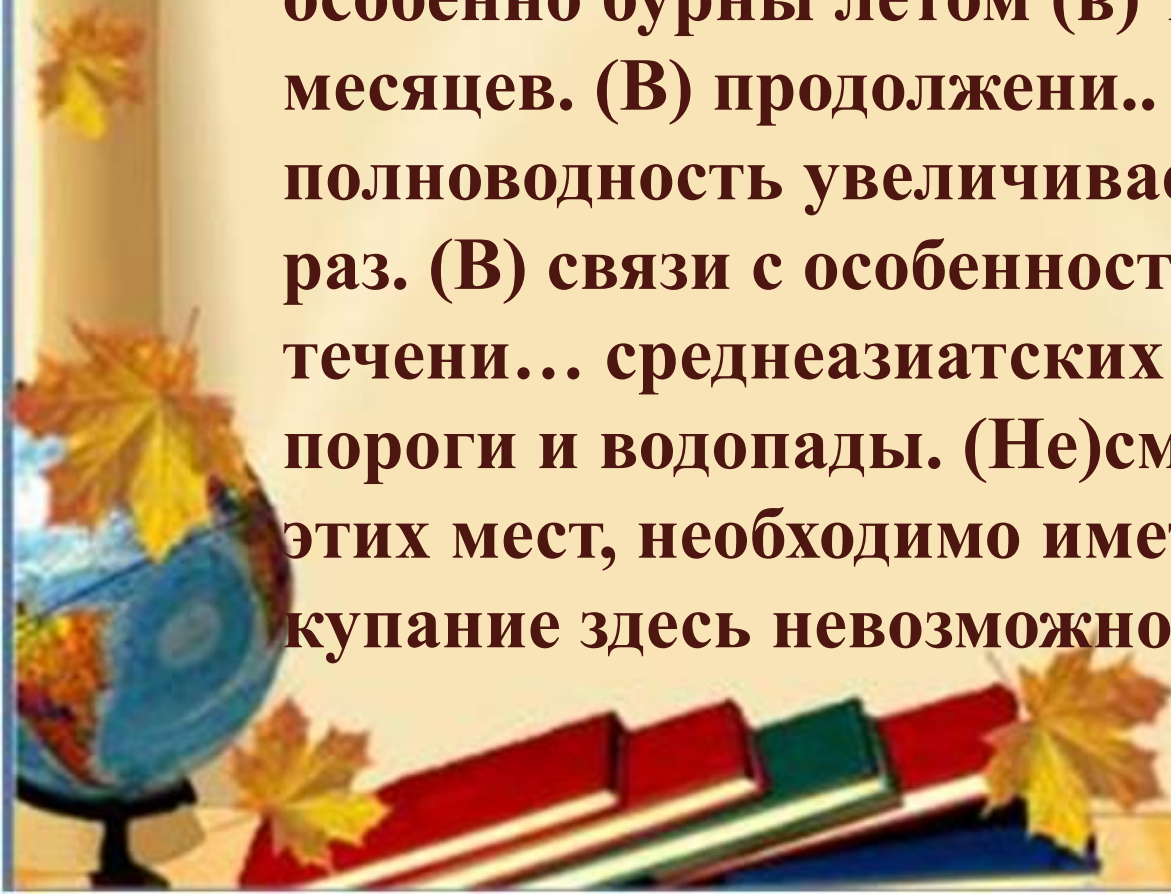 особенно бурны летом (в)
месяцев. (В) продолжени..
полноводность увеличивае
раз. (В) связи с особенност
течени… среднеазиатских
пороги и водопады. (Не)см
этих мест, необходимо имет
купание здесь невозможно